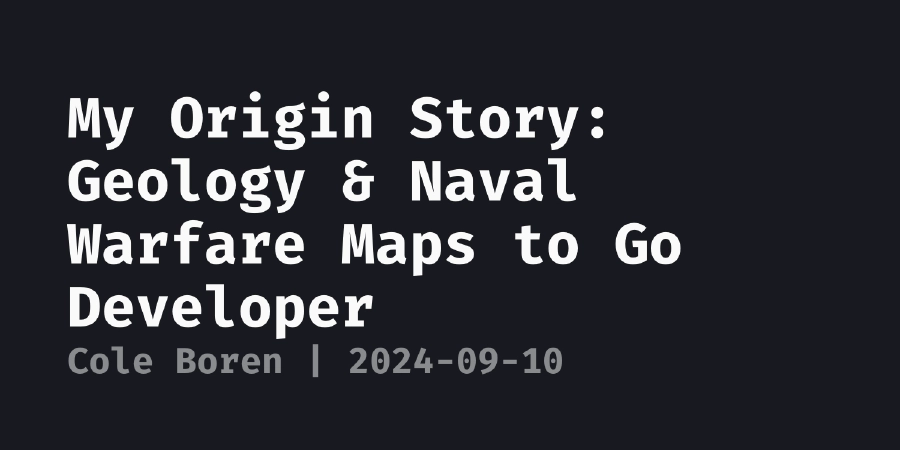 My Origin Story:
Geology & Naval
Warfare Maps to Go
Developer
Cole Boren | 2024-09-10